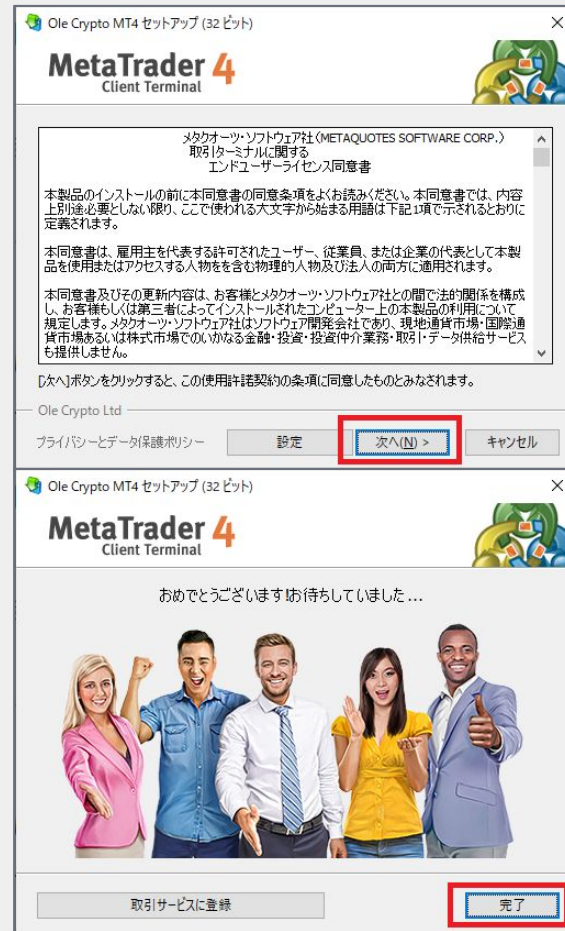 Ole Crypto MT4 セットアップ (32 ビット)
MetaTrader 4
Client Terminal
メタクオーツ・ソフトウェア社(METAQUOTES SOFTWARE CORP.)
取引ターミナルに関する
エンドユーザーライセンス同意書
本製品のインストールの前に本同意書の同意条項をよくお読みください。本同意書では、内容
上別途必要としない限り、ここで使われる大文字から始まる用語は下記1項で示されるとおりに
定義されます。
本同意書は、雇用主を代表する許可されたユーザー、従業員、または企業の代表として本製
品を使用またはアクセスする人物を含む物理的人物及び法人の両方に適用されます。
本同意書及びその更新内容は、お客様とメタクオーツ・ソフトウェア社との間で法的関係を構成
し、お客様もしくは第三者によってインストールされたコンピューター上の本製品の利用について
規定します。メタクオーツ・ソフトウェア社はソフトウェア開発会社であり、現地通貨市場・国際通
貨市場あるいは株式市場でのいかなる金融・投資・投資仲介業務・取引・データ供給サービス
も提供しません。
[次へ]ボタンをクリックすると、この使用許諾契約の条項に同意したものとみなされます。
Ole Crypto Ltd
プライバシーとデータ保護ポリシー 設定 次へ(N) > キャンセル
Ole Crypto MT4 セットアップ (32 ビット)
MetaTrader 4
Client Terminal
おめでとうございます!お待ちしていました...
取引サービスに登録 完了